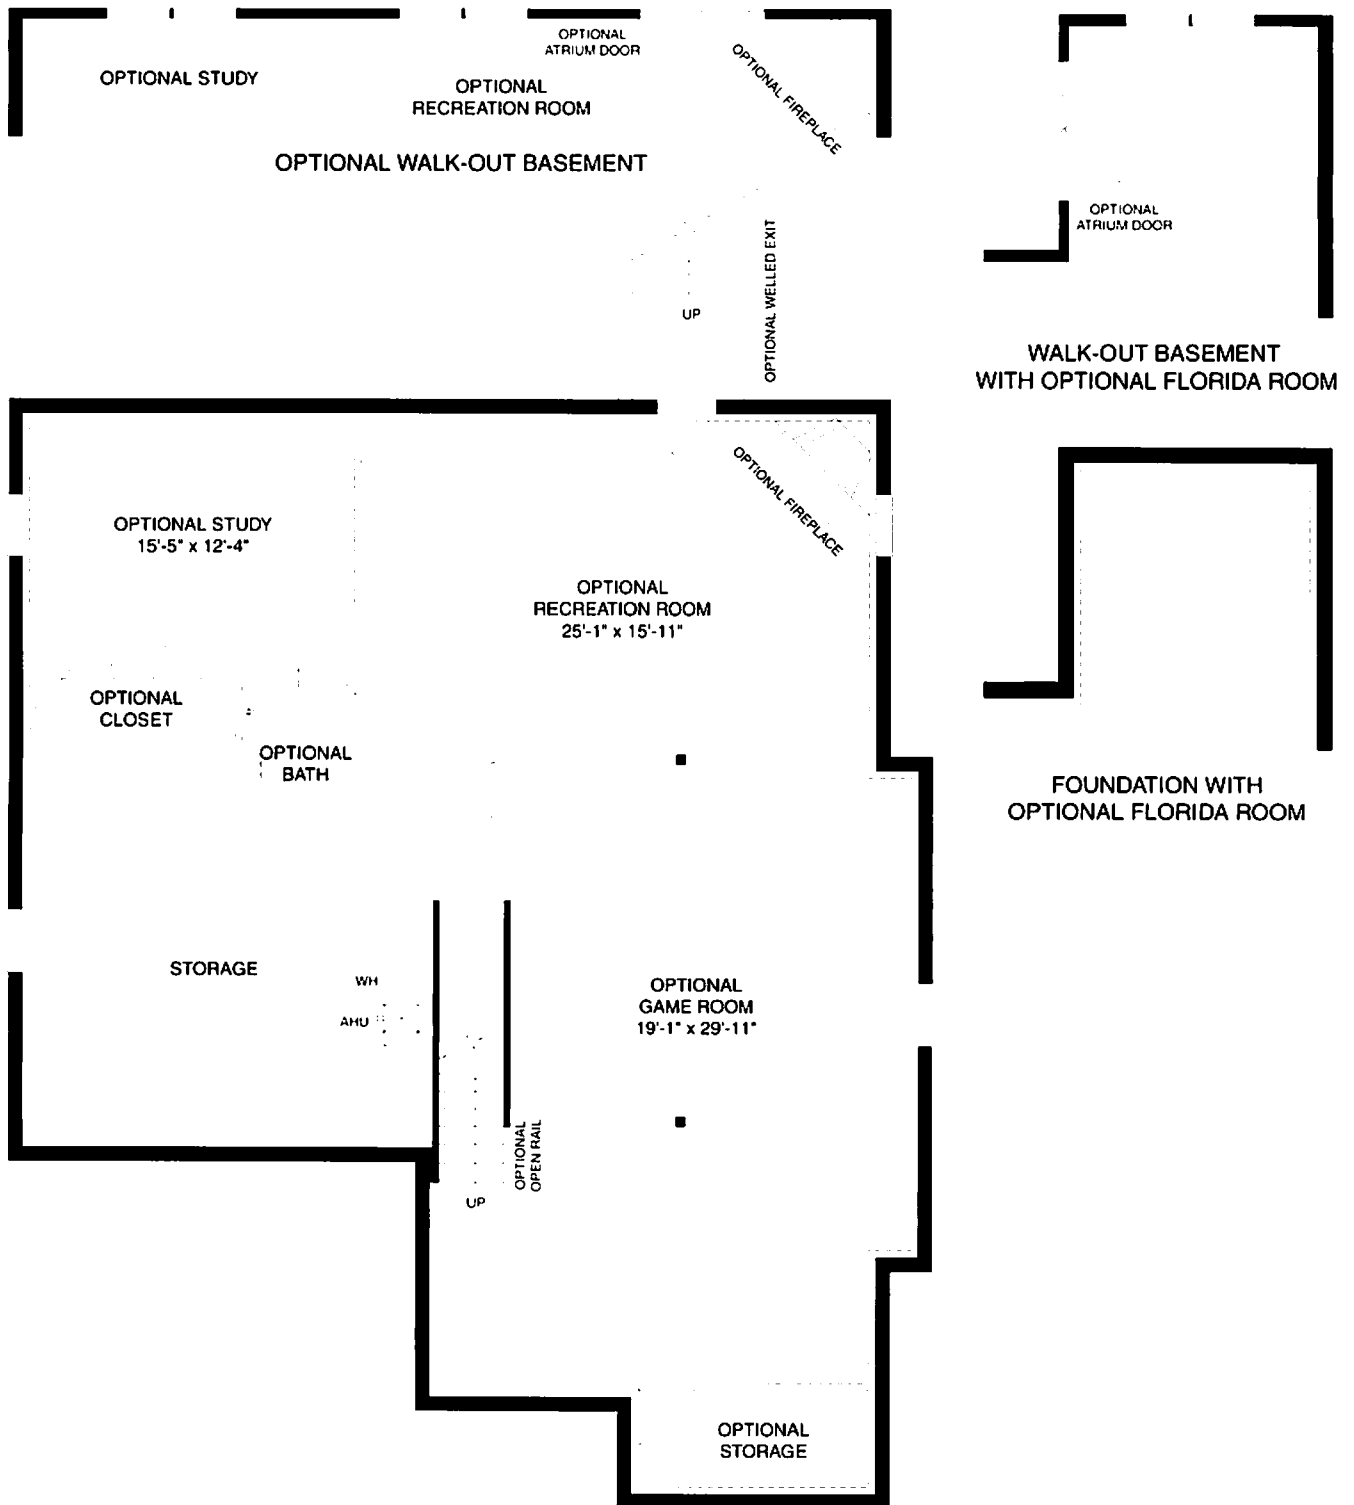 OPTIONAL
ATRIUM DOOR
OPTIONAL STUDY
OPTIONAL
RECREATION ROOM
OPTIONAL FIREPLACE
OPTIONAL WALK-OUT BASEMENT
OPTIONAL WELLED EXIT
UP
OPTIONAL
ATRIUM DOOR
WALK-OUT BASEMENT
WITH OPTIONAL FLORIDA ROOM
OPTIONAL STUDY
15'-5" x 12'-4"
OPTIONAL FIREPLACE
OPTIONAL
RECREATION ROOM
25'-1" x 15'-11"
OPTIONAL
CLOSET
OPTIONAL
BATH
FOUNDATION WITH
OPTIONAL FLORIDA ROOM
STORAGE
WH
AHU
OPTIONAL
GAME ROOM
19'-1" x 29'-11"
OPTIONAL
OPEN RAIL
UP
OPTIONAL
STORAGE